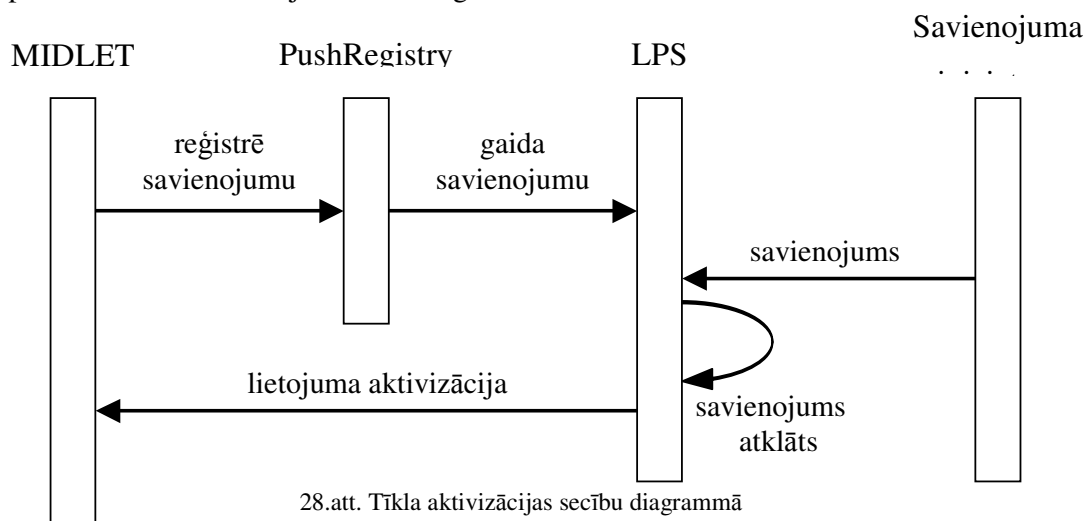 Savienojuma
MIDLET
PushRegistry
LPS
reģistrē
savienojumu
gaida
savienojumu
savienojums
lietojuma aktivizācija
savienojums
atklāts
28.att. Tīkla aktivizācijas secību diagrammā